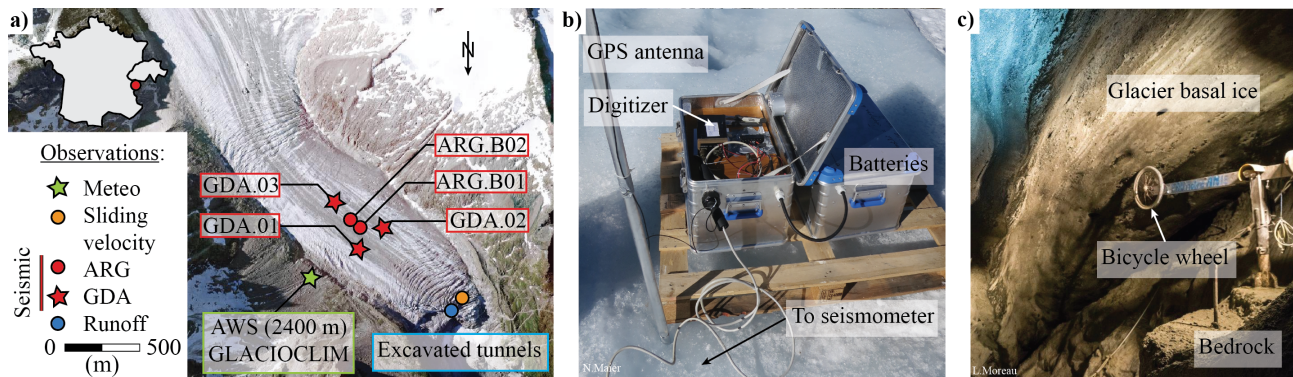 a)
N
Observations:
Meteo
Sliding
velocity
Seismic
ARG
GDA
Runoff
0 500
(m)
ARG.B02
GDA.03
ARG.B01
GDA.01
GDA.02
AWS (2400 m)
GLACIOCLIM
Excavated tunnels
b)
GPS antenna
Digitizer
Batteries
To seismometer
N.Maier
c)
Glacier basal ice
Bicycle wheel
Bedrock
L.Moreau